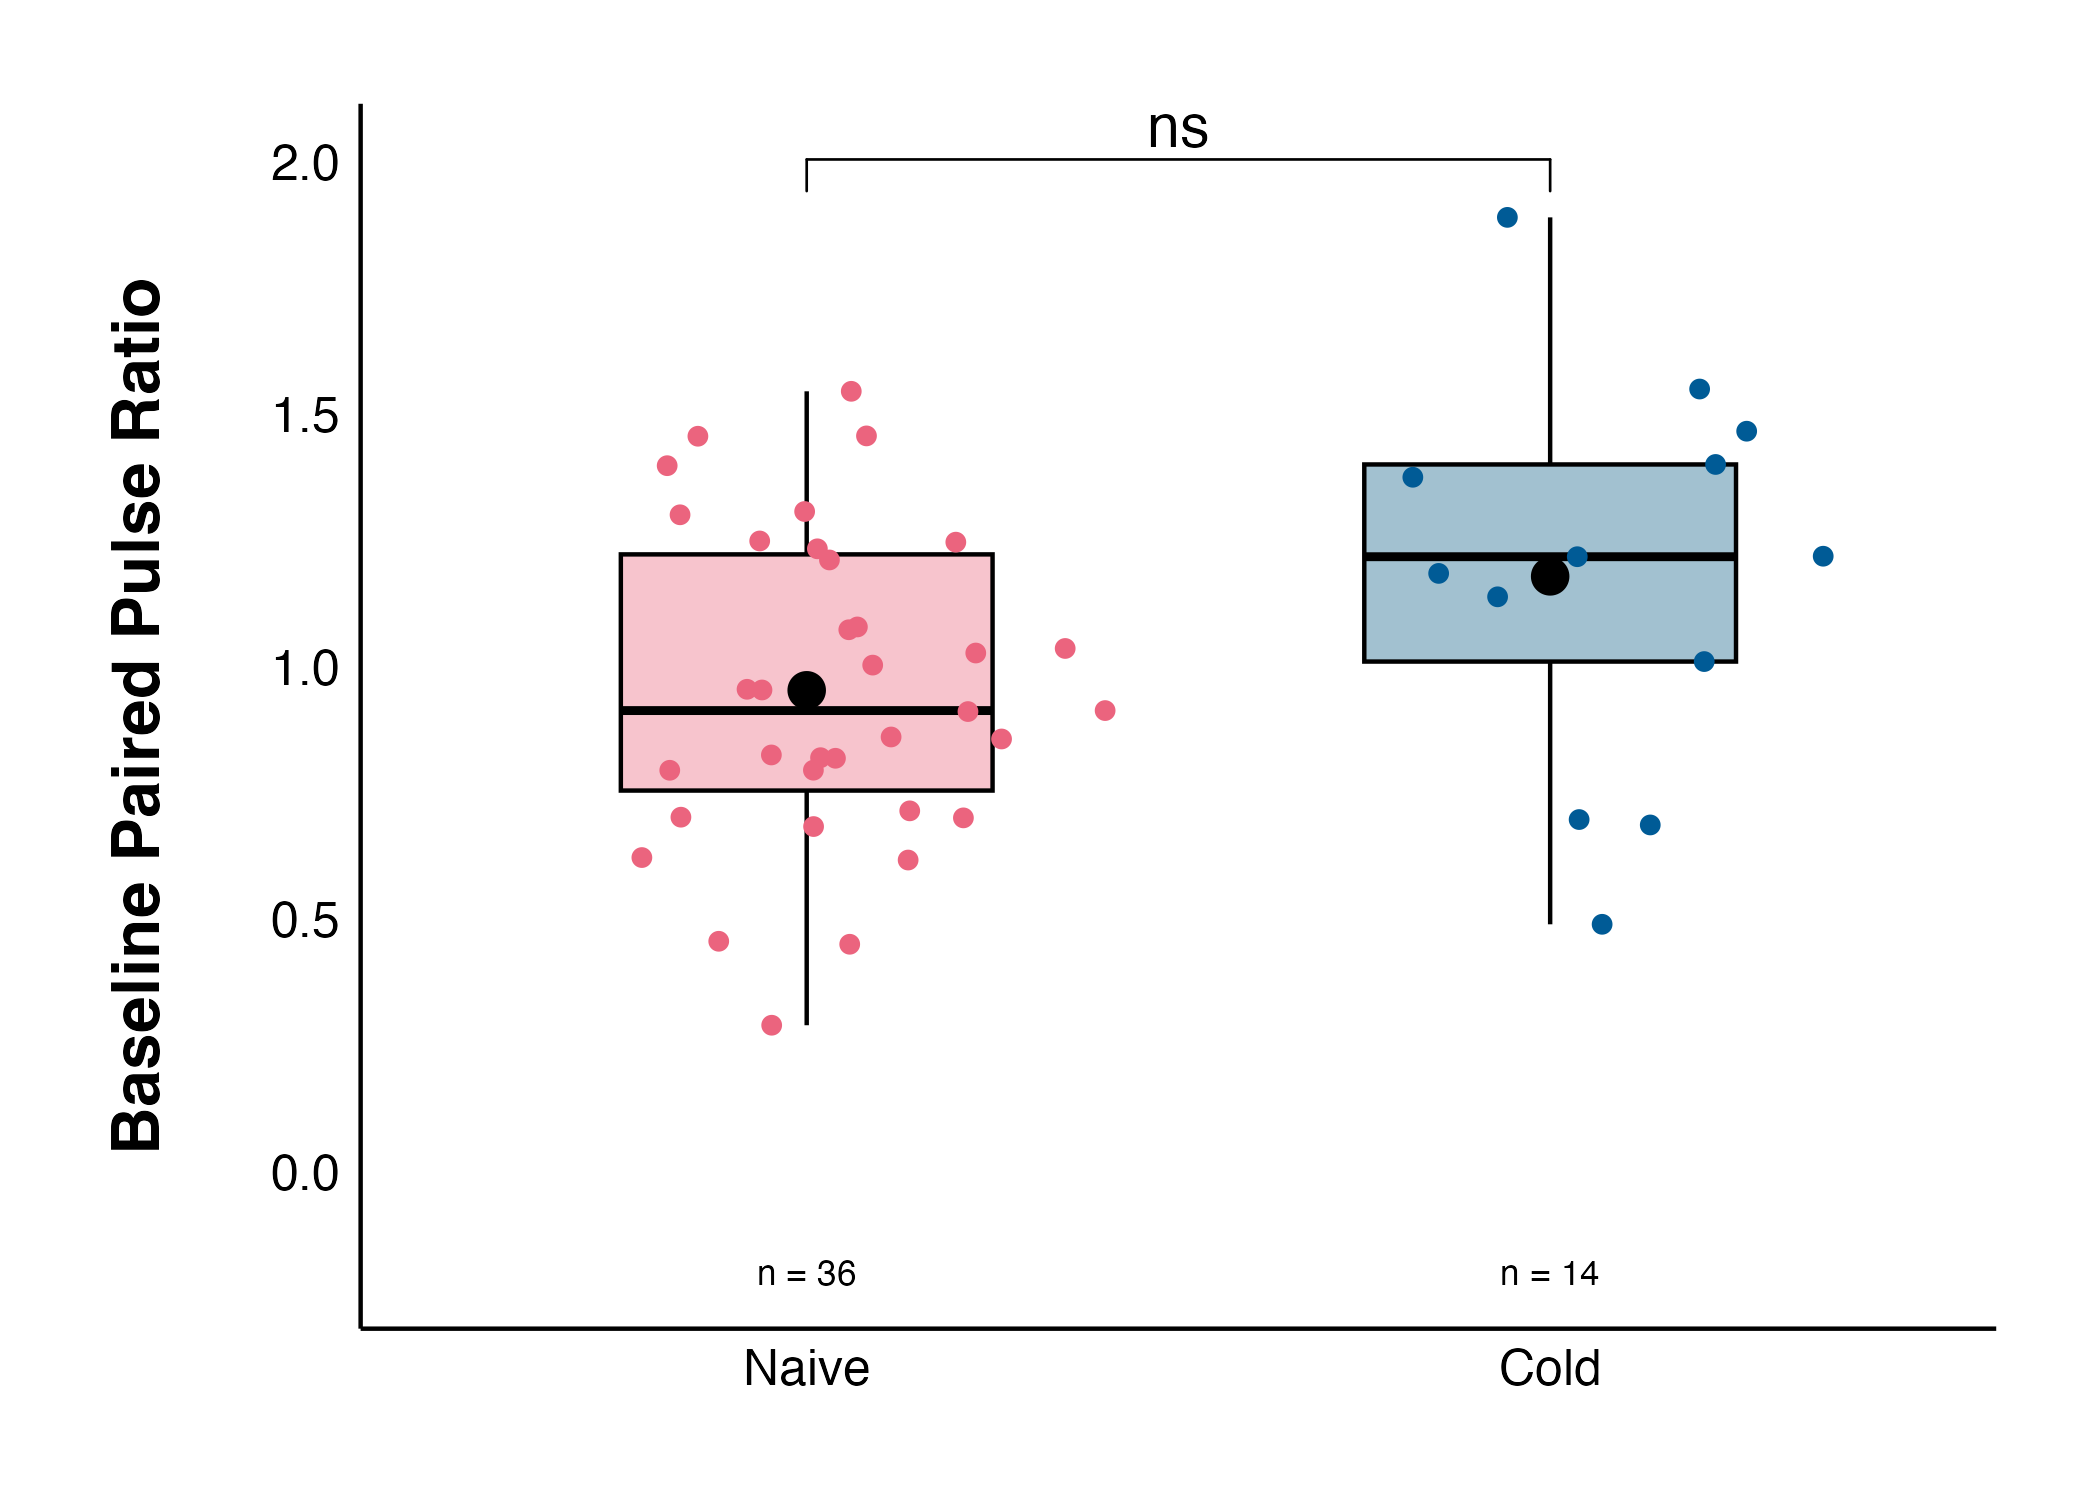 ns
2.0
1.5
1.0
0.5
0.0
Baseline Paired Pulse Ratio
n = 36
n = 14
Naive
Cold